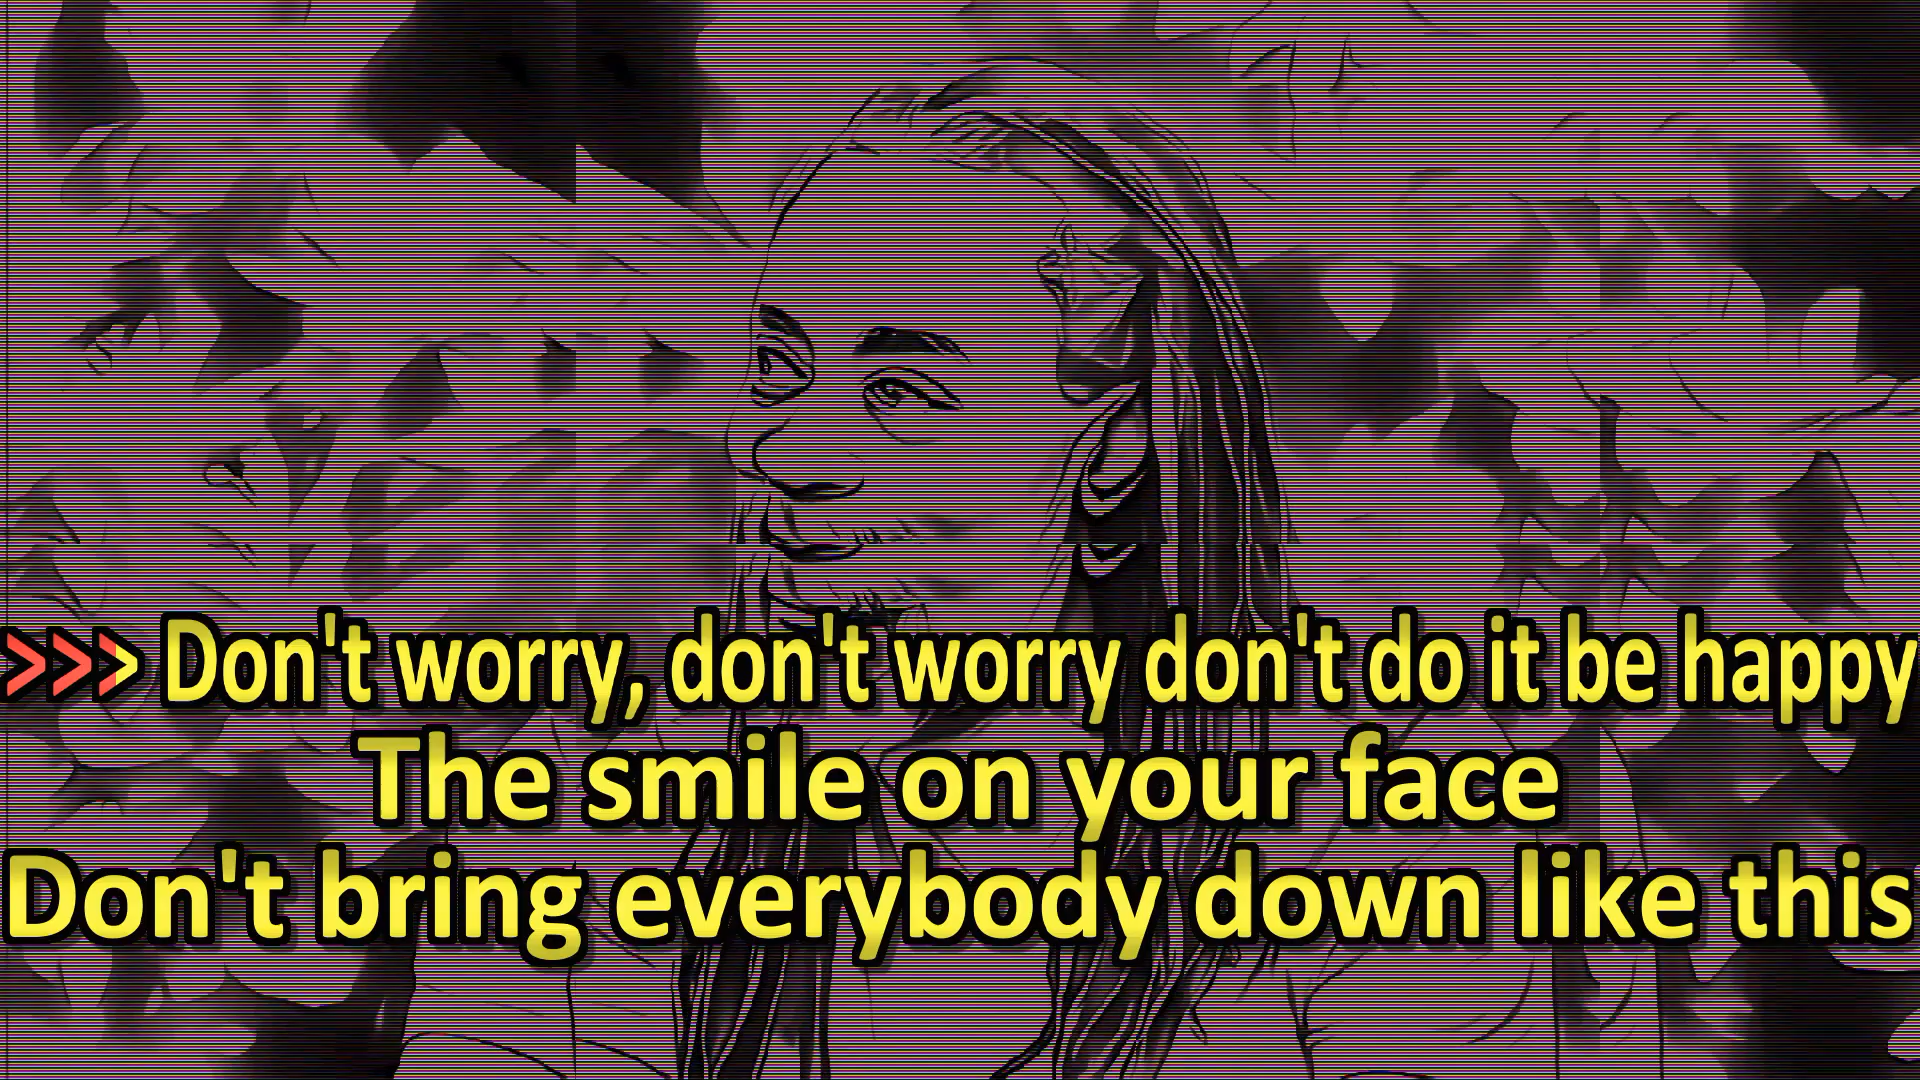 >>> Don't worry, don't worry don't do it be happy
The smile on your face
Don't bring everybody down like this